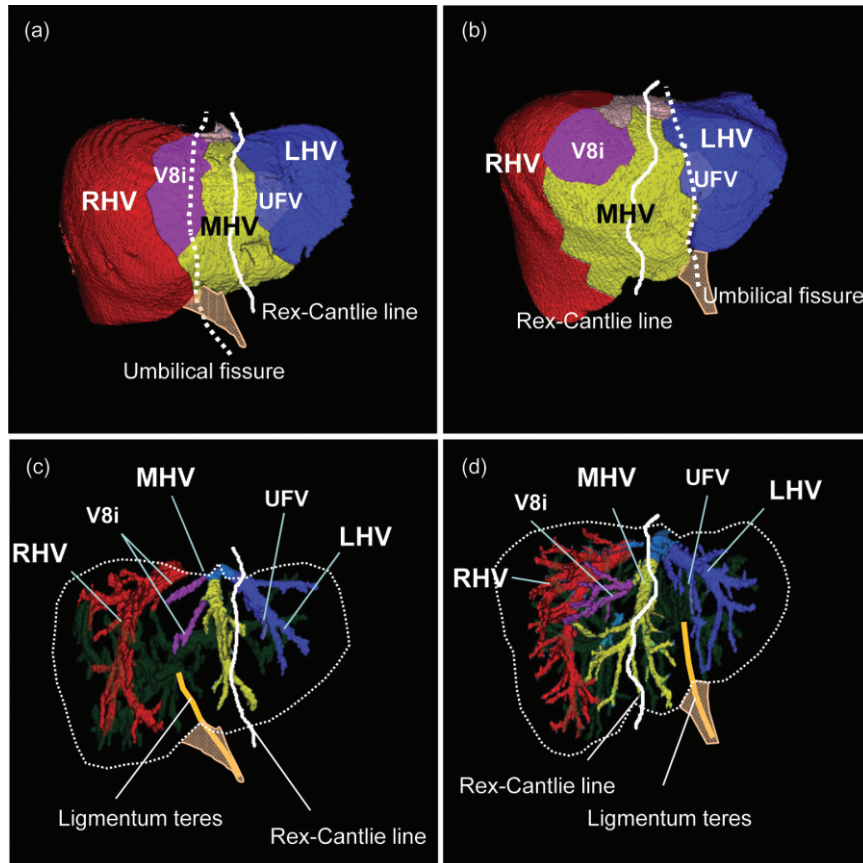 (a)
V8i
LHV
RHV
UFV
MHV
Rex-Cantlie line
Umbilical fissure
(b)
LHV
RHV
V8i
UFV
MHV
Umbilical fissure
Rex-Cantlie line
(c)
MHV
UFV
V8i
LHV
RHV
Ligmentum teres
Rex-Cantlie line
(d)
MHV
UFV
LHV
V8i
RHV
Rex-Cantlie line
Ligmentum teres